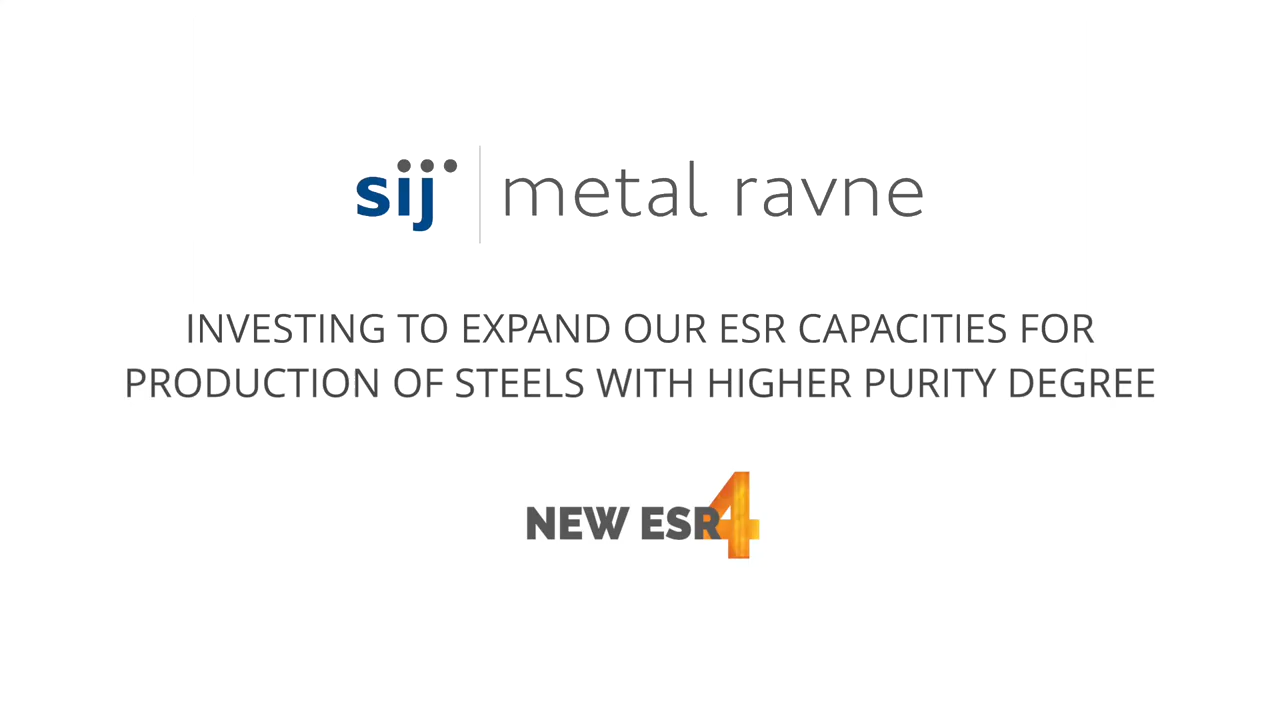 sij metal ravne
INVESTING TO EXPAND OUR ESR CAPACITIES FOR
PRODUCTION OF STEELS WITH HIGHER PURITY DEGREE
NEW ESR4